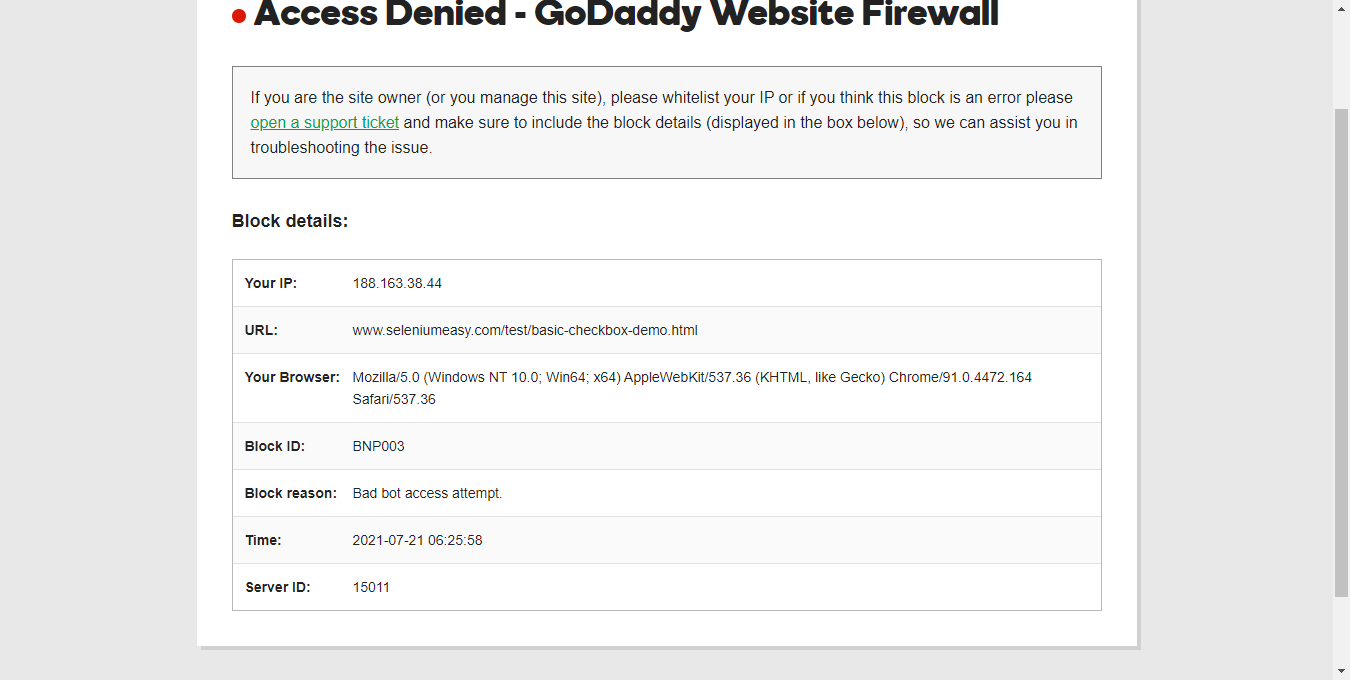 Access Denied - GoDaddy Website Firewall
If you are the site owner (or you manage this site), please whitelist your IP or if you think this block is an error please
open a support ticket and make sure to include the block details (displayed in the box below), so we can assist you in
troubleshooting the issue.
Block details:
Your IP: 188.163.38.44
URL: www.seleniumeasy.com/test/basic-checkbox-demo.html
Your Browser: Mozilla/5.0 (Windows NT 10.0; Win64; x64) AppleWebKit/537.36 (KHTML, like Gecko) Chrome/91.0.4472.164
Safari/537.36
Block ID: BNP003
Block reason: Bad bot access attempt.
Time: 2021-07-21 06:25:58
Server ID: 15011